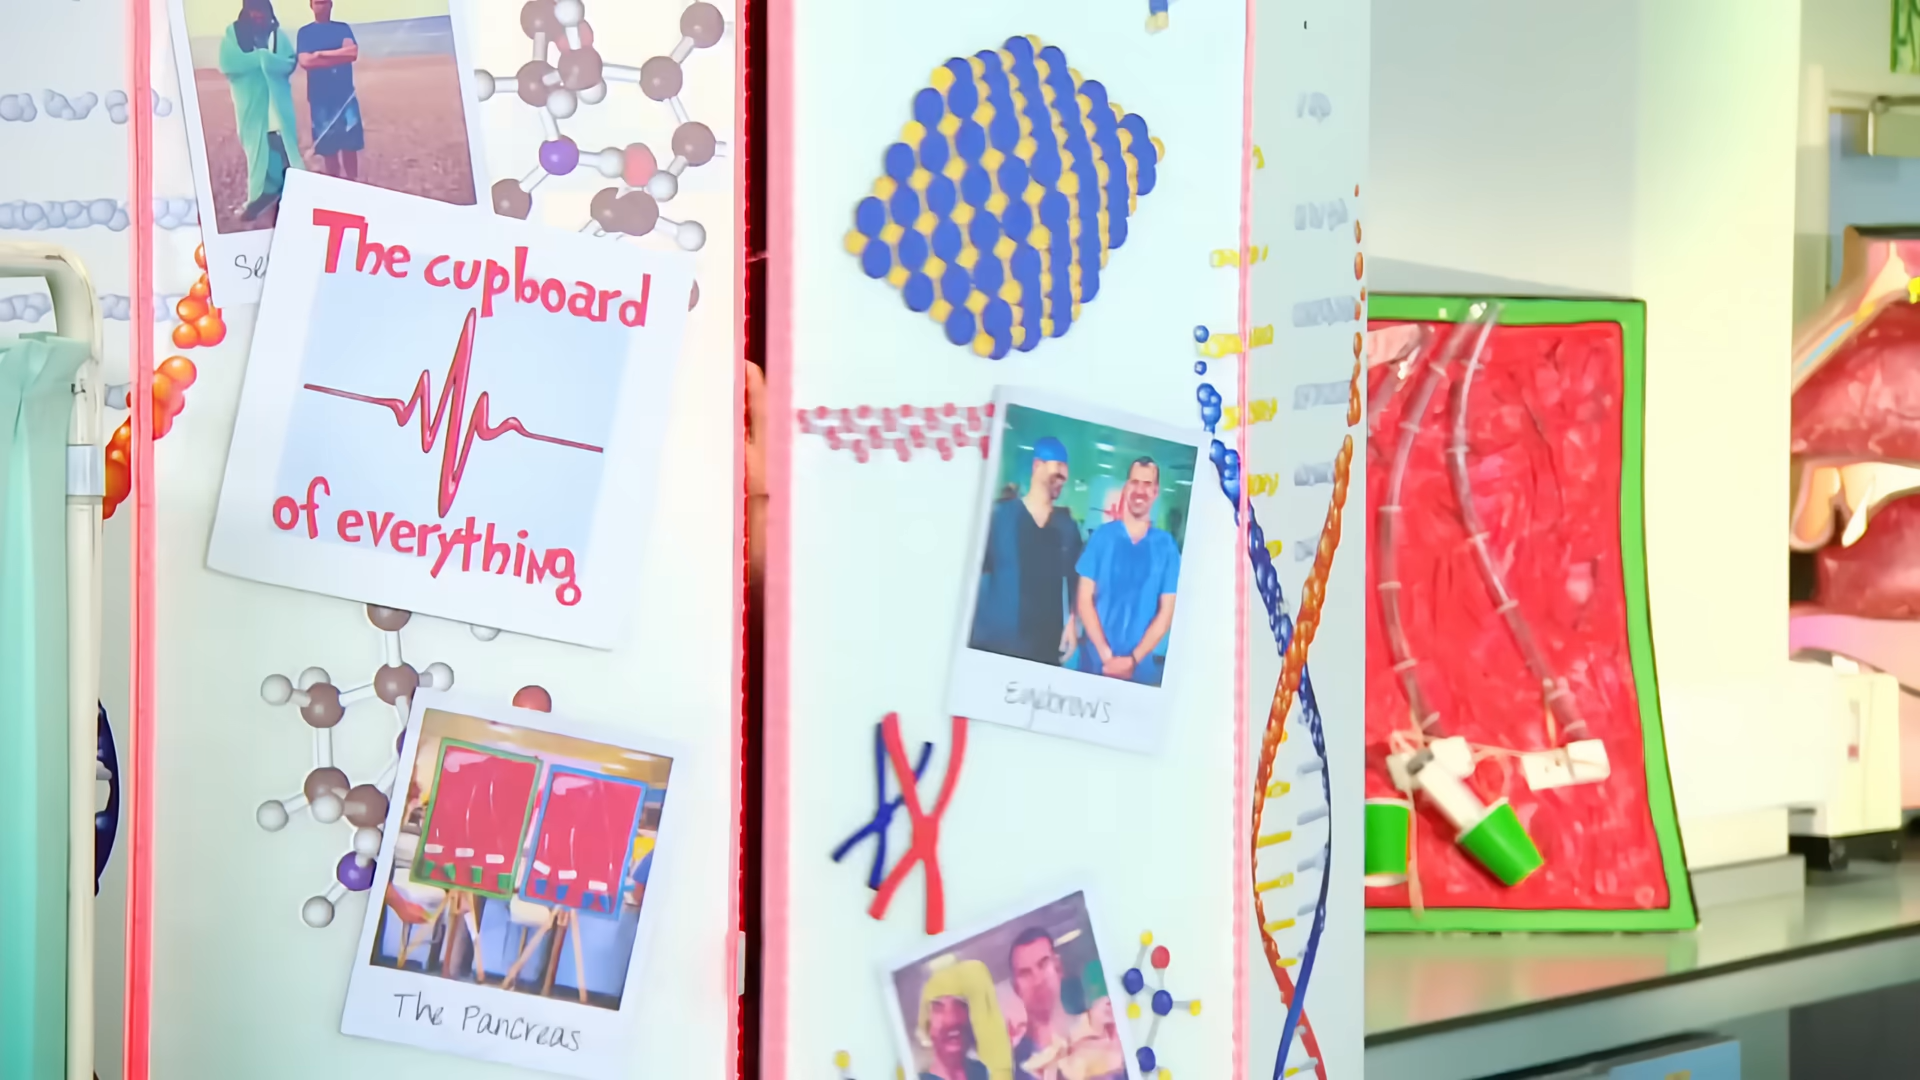 The cupboard
of everything
Eyebrows
The Pancreas